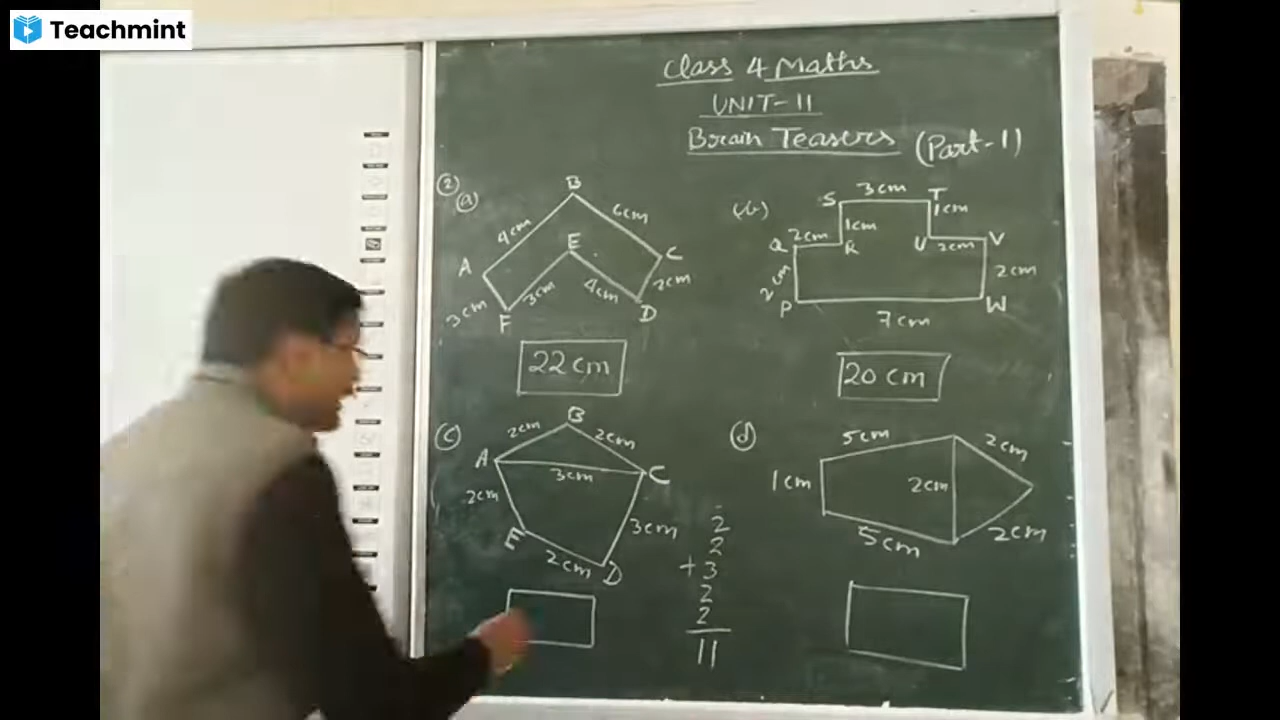 Teachmint
Class 4 Maths
UNIT-11
Brain Teasers (Part-1)
②
ⓐ
B
4cm
6cm
E
A
C
3cm
3cm
4cm
2cm
F
D
22 cm
(b)
S 3cm T
1cm
1cm
Q 2cm R
U 2cm V
2cm
2cm
P
W
7cm
20 cm
ⓒ
B
2cm
2cm
A
C
3cm
2cm
3cm
E
2cm
D
2
2
+3
2
2
11
ⓓ
5cm
2cm
1cm
2cm
5cm
2cm